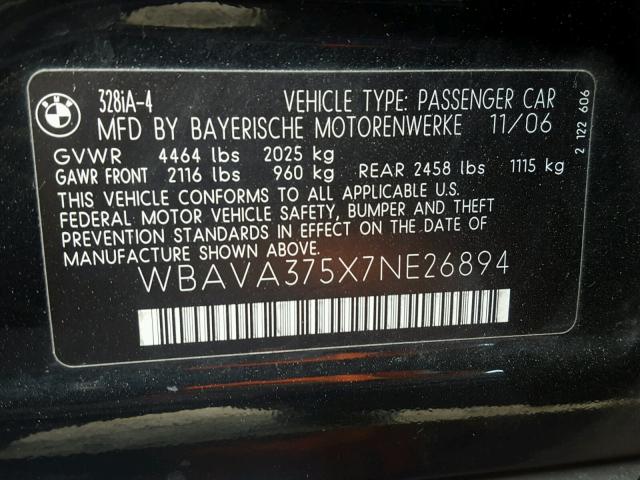 BMW
328iA-4 VEHICLE TYPE: PASSENGER CAR
MFD BY BAYERISCHE MOTORENWERKE 11/06
GVWR 4464 lbs 2025 kg
GAWR FRONT 2116 lbs 960 kg REAR 2458 lbs 1115 kg
THIS VEHICLE CONFORMS TO ALL APPLICABLE U.S.
FEDERAL MOTOR VEHICLE SAFETY, BUMPER AND THEFT
PREVENTION STANDARDS IN EFFECT ON THE DATE OF
MANUFACTURE SHOWN ABOVE.
WBAVA375X7NE26894
2 122 606